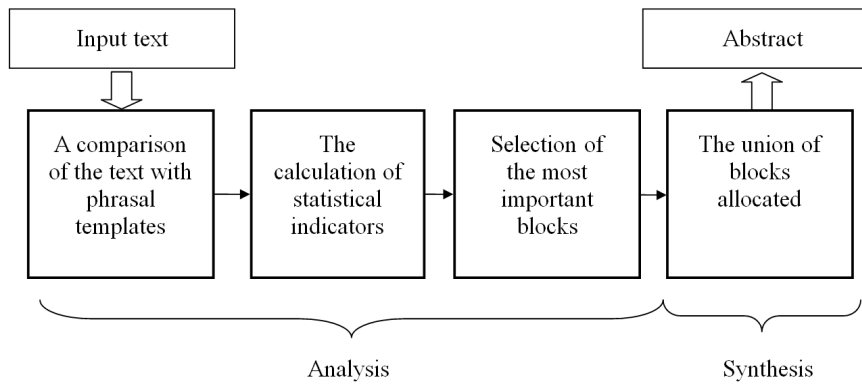 Input text
Abstract
A comparison
of the text with
phrasal
templates
The
calculation of
statistical
indicators
Selection of
the most
important
blocks
The union of
blocks
allocated
Analysis
Synthesis